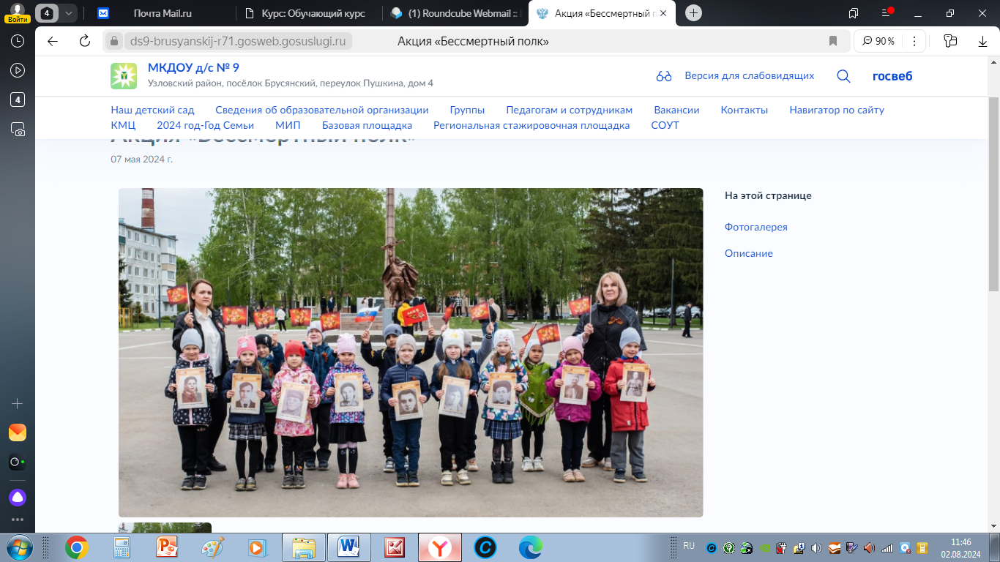 Войти
4
Почта Mail.ru
Курс: Обучающий курс
(1) Roundcube Webmail ::
Акция «Бессмертный п
ds9-brusyanskij-r71.gosweb.gosuslugi.ru
Акция «Бессмертный полк»
90 %
4
МКДОУ д/с № 9
Узловский район, посёлок Брусянский, переулок Пушкина, дом 4
Версия для слабовидящих
госвеб
Наш детский сад
Сведения об образовательной организации
Группы
Педагогам и сотрудникам
Вакансии
Контакты
Навигатор по сайту
КМЦ
2024 год-Год Семьи
МИП
Базовая площадка
Региональная стажировочная площадка
СОУТ
Акция «Бессмертный полк»
07 мая 2024 г.
На этой странице
Фотогалерея
Описание
RU
11:46
02.08.2024